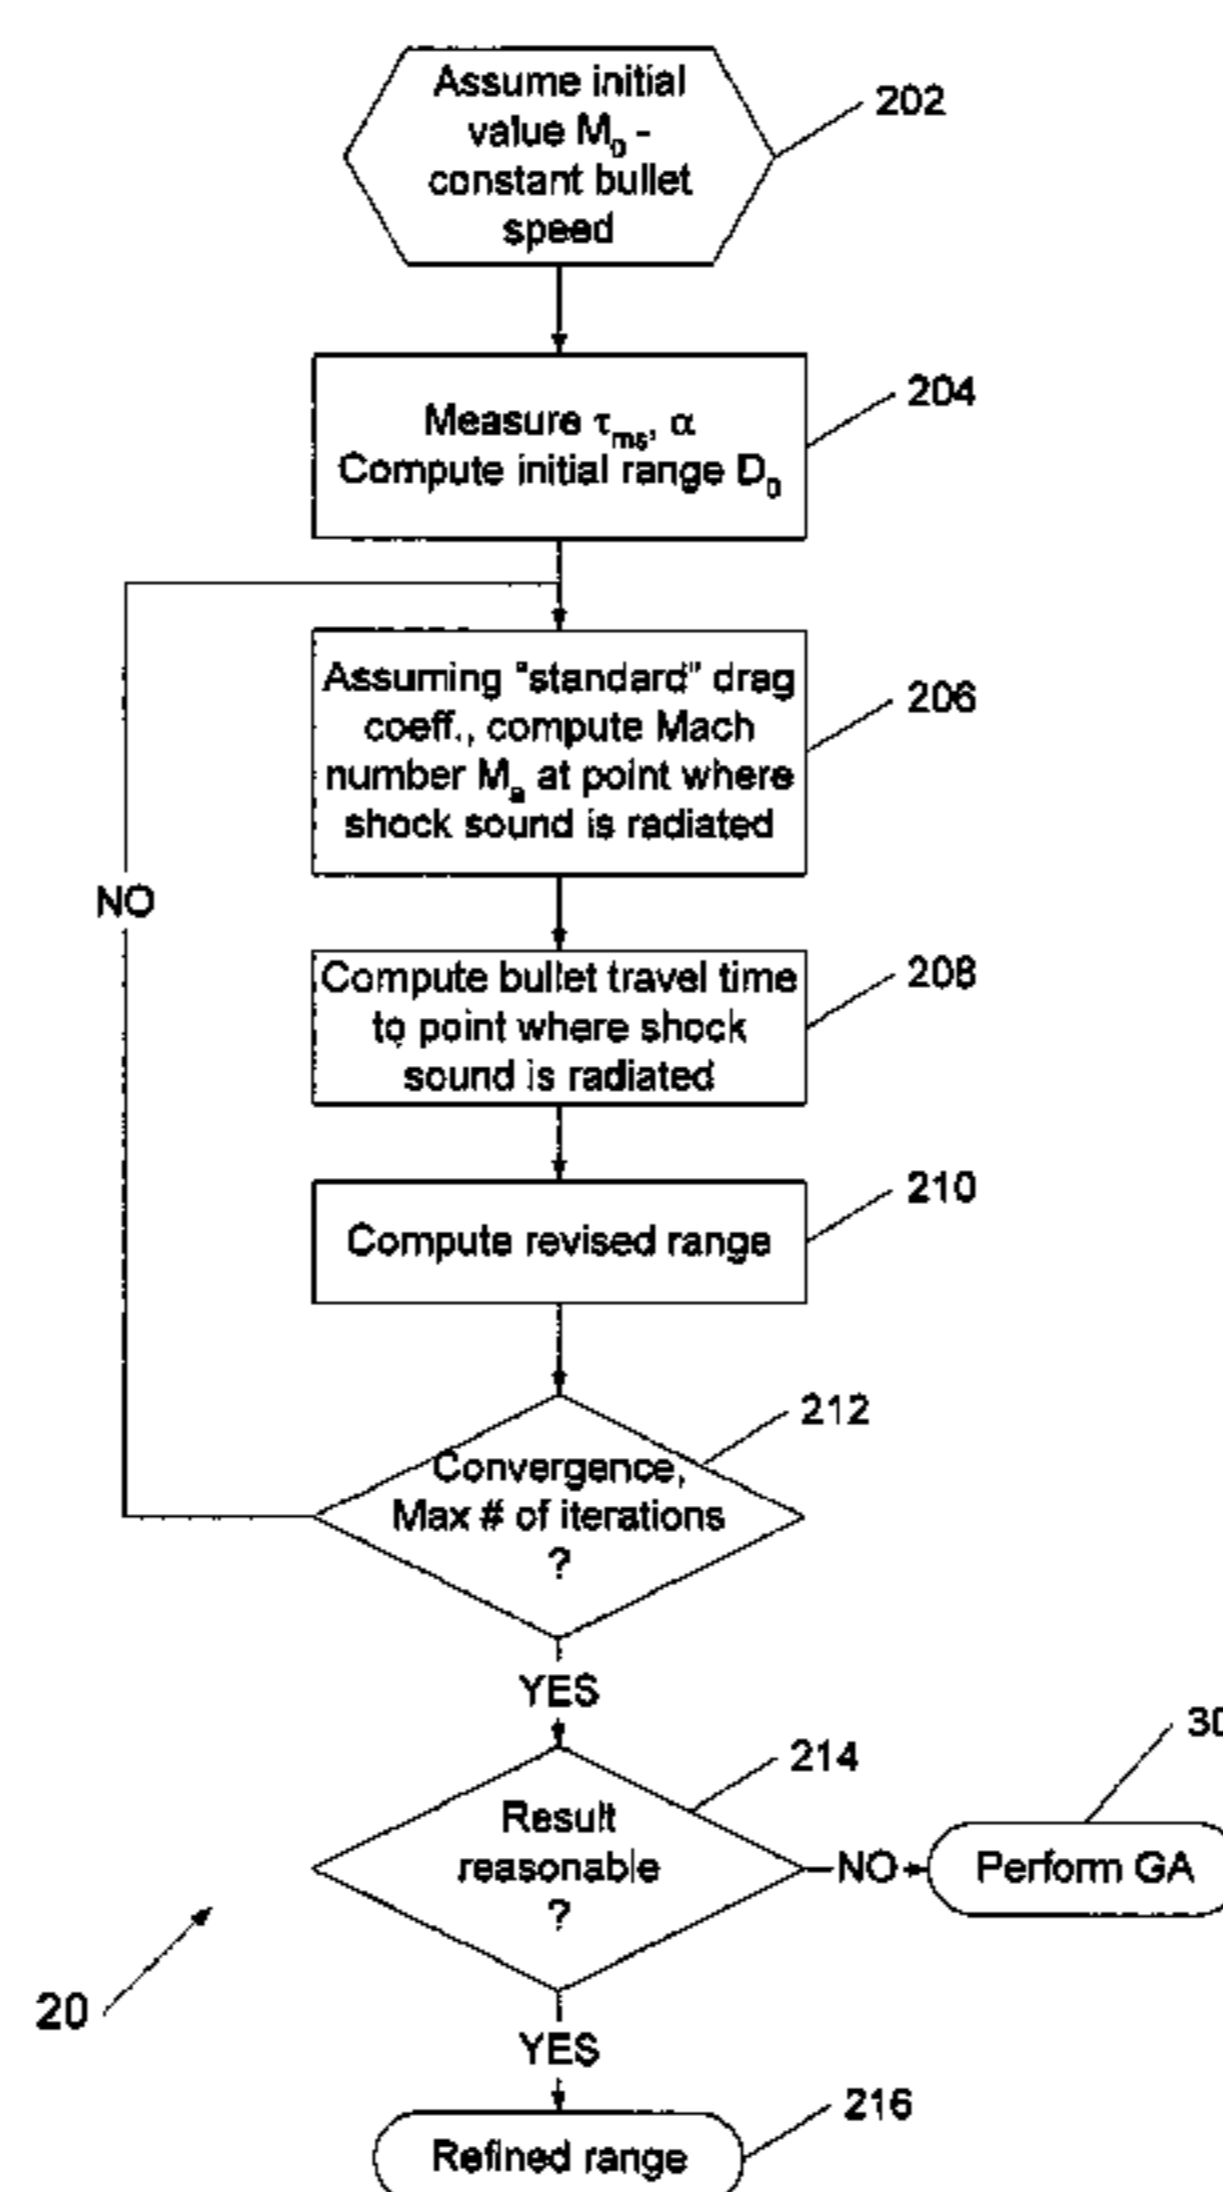 Assume initial
value M₀ -
constant bullet
speed
202
Measure τms, α
Compute initial range D₀
204
Assuming "standard" drag
coeff., compute Mach
number Mₐ at point where
shock sound is radiated
206
NO
Compute bullet travel time
to point where shock
sound is radiated
208
Compute revised range
210
Convergence,
Max # of iterations
?
212
YES
Result
reasonable
?
214
NO
Perform GA
30
20
YES
Refined range
216